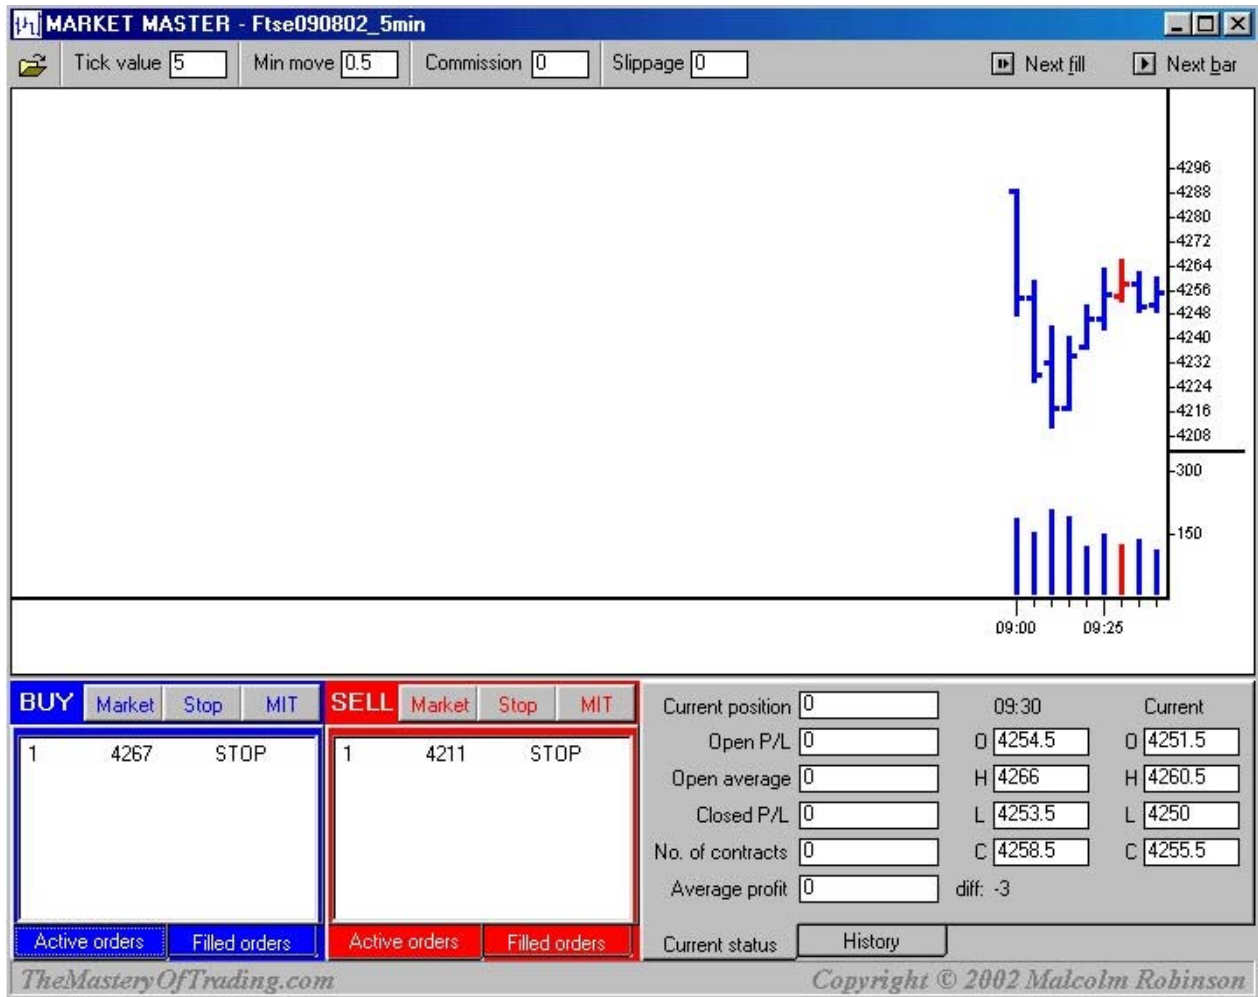 MARKET MASTER - Ftse090802_5min
Tick value 5 Min move 0.5 Commission 0 Slippage 0 Next fill Next bar
4296
4288
4280
4272
4264
4256
4248
4240
4232
4224
4216
4208
300
150
09:00 09:25
BUY Market Stop MIT SELL Market Stop MIT
1 4267 STOP
1 4211 STOP
Active orders Filled orders
Active orders Filled orders
Current position 0 09:30 Current
Open P/L 0 O 4254.5 O 4251.5
Open average 0 H 4266 H 4260.5
Closed P/L 0 L 4253.5 L 4250
No. of contracts 0 C 4258.5 C 4255.5
Average profit 0 diff: -3
Current status History
TheMasteryOfTrading.com Copyright © 2002 Malcolm Robinson